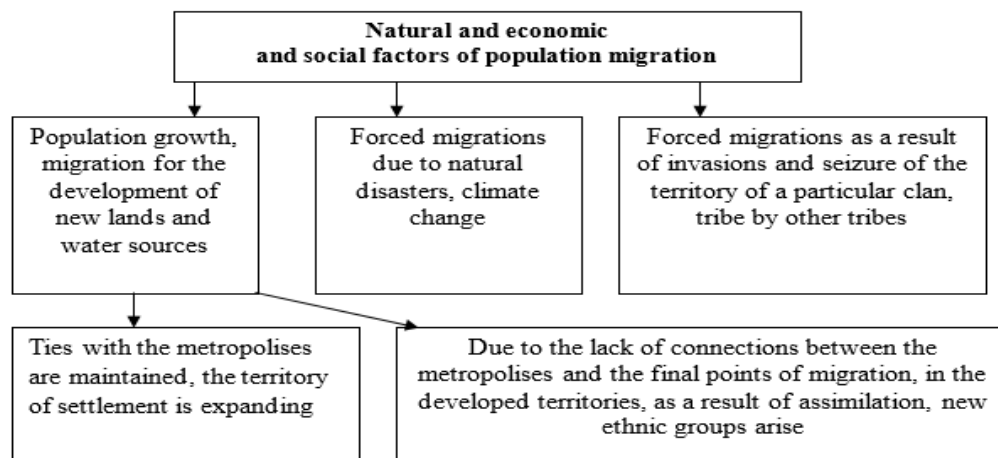 Natural and economic
and social factors of population migration
Population growth,
migration for the
development of
new lands and
water sources
Forced migrations
due to natural
disasters, climate
change
Forced migrations as a result
of invasions and seizure of the
territory of a particular clan,
tribe by other tribes
Ties with the metropolises
are maintained, the territory
of settlement is expanding
Due to the lack of connections between the
metropolises and the final points of migration, in the
developed territories, as a result of assimilation, new
ethnic groups arise